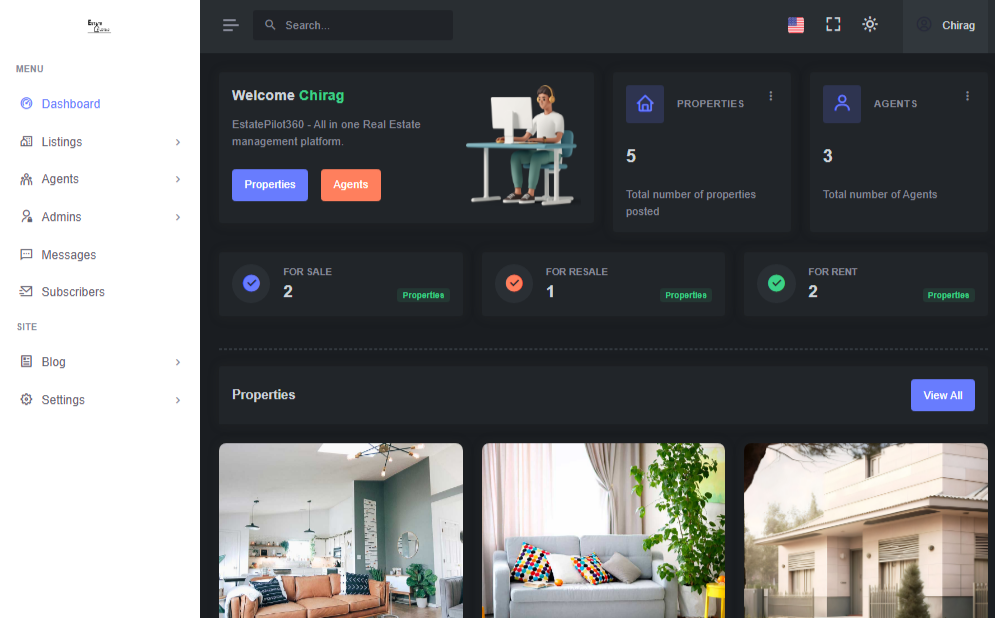 Estate
MENU
Dashboard
Listings
Agents
Admins
Messages
Subscribers
SITE
Blog
Settings
Search...
Chirag
Welcome Chirag
EstatePilot360 - All in one Real Estate
management platform.
Properties
Agents
PROPERTIES
5
Total number of properties
posted
AGENTS
3
Total number of Agents
FOR SALE
2
Properties
FOR RESALE
1
Properties
FOR RENT
2
Properties
Properties
View All